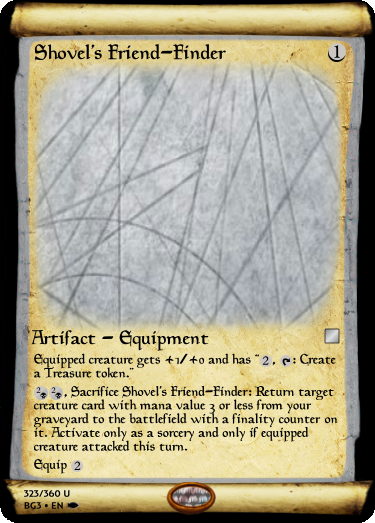 Shovel's Friend-Finder 1
Artifact – Equipment
Equipped creature gets +1/+0 and has "2, : Create
a Treasure token."
2 2, Sacrifice Shovel's Friend-Finder: Return target
creature card with mana value 3 or less from your
graveyard to the battlefield with a finality counter on
it. Activate only as a sorcery and only if equipped
creature attacked this turn.
Equip 2
323/360 U
BG3 • EN